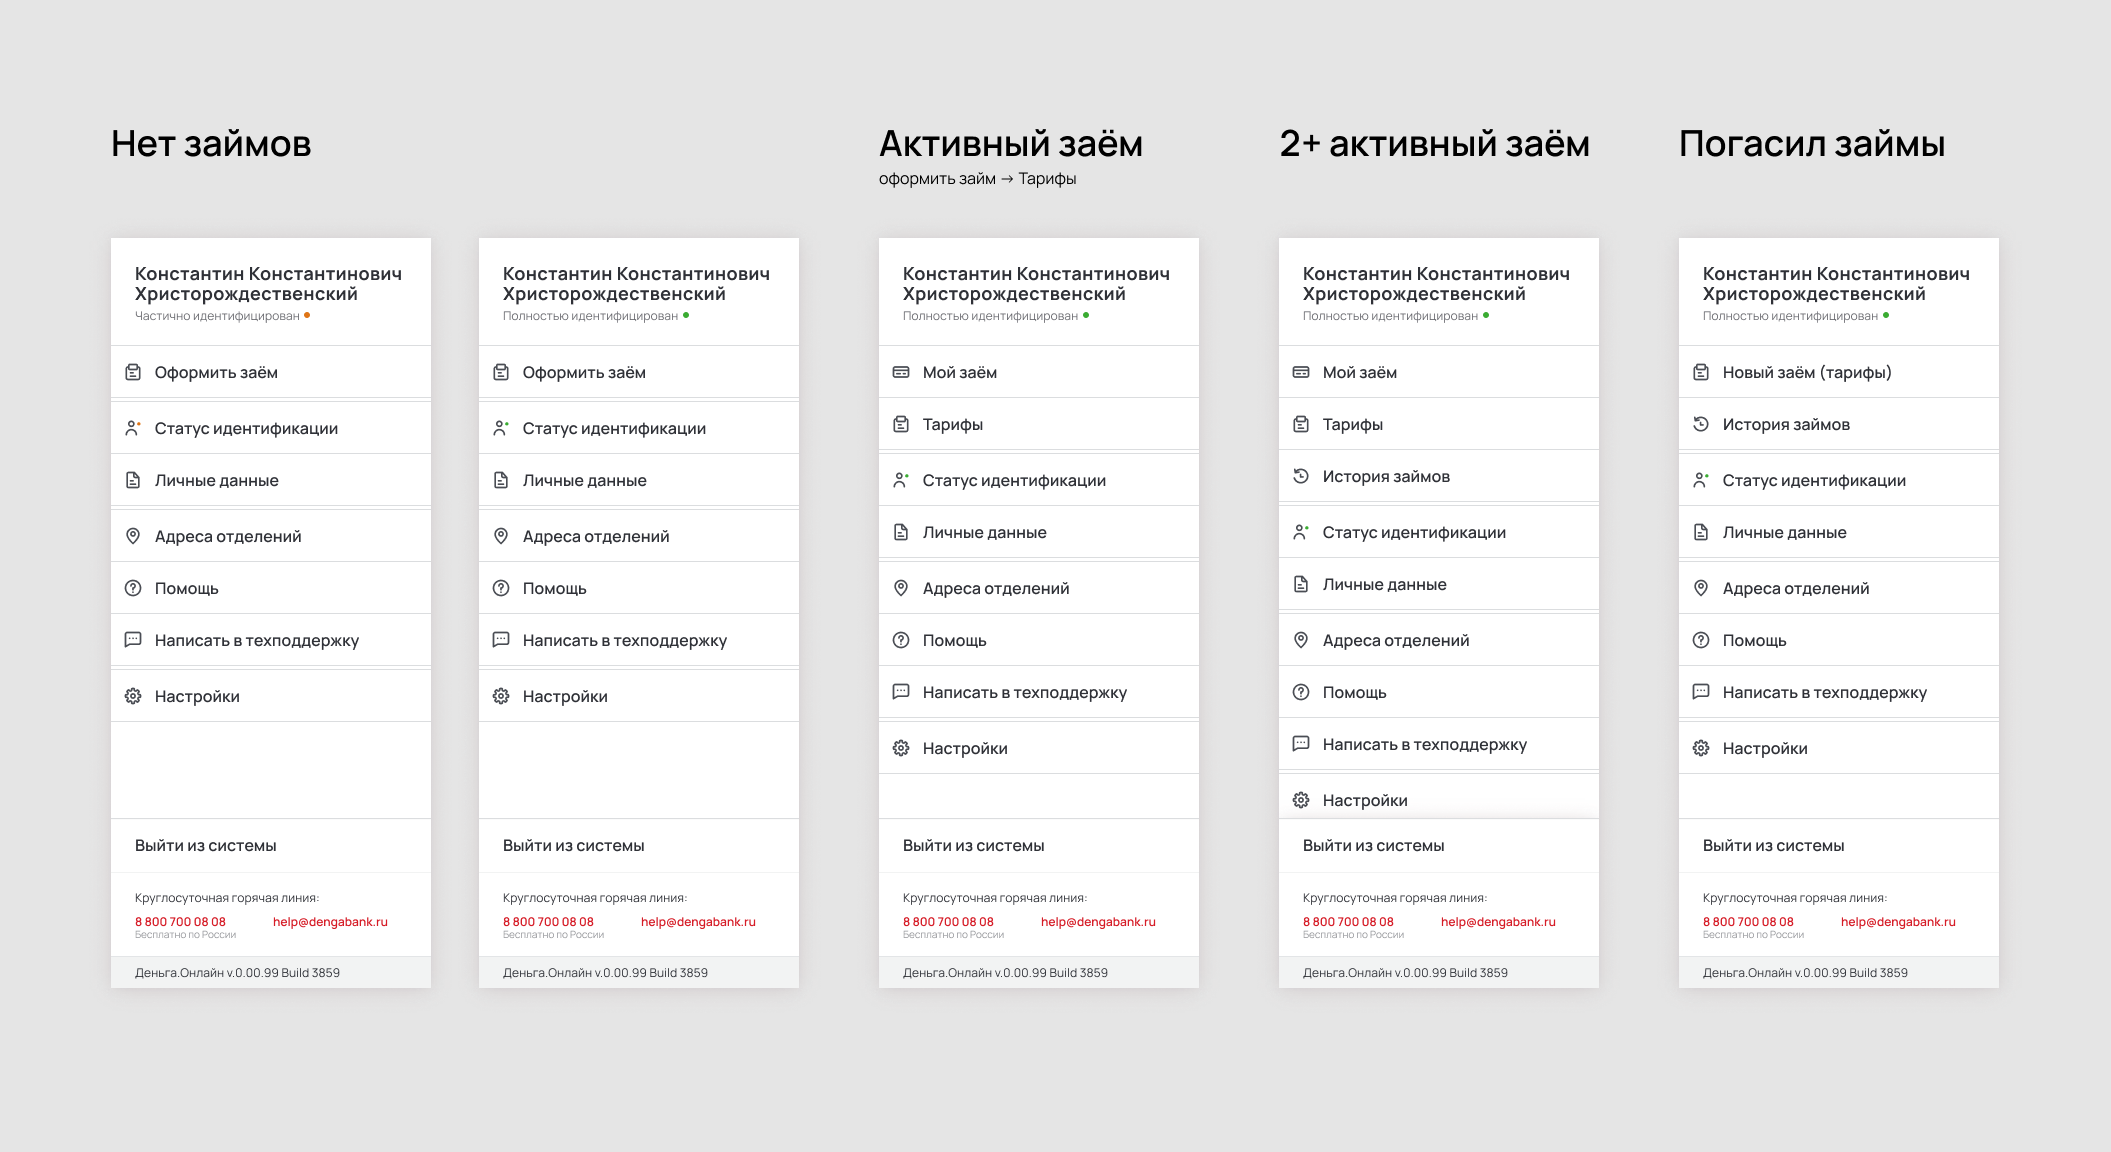 Нет займов
Константин Константинович
Христорождественский
Частично идентифицирован
Оформить заём
Статус идентификации
Личные данные
Адреса отделений
Помощь
Написать в техподдержку
Настройки
Выйти из системы
Круглосуточная горячая линия:
8 800 700 08 08 help@dengabank.ru
Бесплатно по России
Деньга.Онлайн v.0.00.99 Build 3859
Константин Константинович
Христорождественский
Полностью идентифицирован
Оформить заём
Статус идентификации
Личные данные
Адреса отделений
Помощь
Написать в техподдержку
Настройки
Выйти из системы
Круглосуточная горячая линия:
8 800 700 08 08 help@dengabank.ru
Бесплатно по России
Деньга.Онлайн v.0.00.99 Build 3859
Активный заём
оформить займ → Тарифы
Константин Константинович
Христорождественский
Полностью идентифицирован
Мой заём
Тарифы
Статус идентификации
Личные данные
Адреса отделений
Помощь
Написать в техподдержку
Настройки
Выйти из системы
Круглосуточная горячая линия:
8 800 700 08 08 help@dengabank.ru
Бесплатно по России
Деньга.Онлайн v.0.00.99 Build 3859
2+ активный заём
Константин Константинович
Христорождественский
Полностью идентифицирован
Мой заём
Тарифы
История займов
Статус идентификации
Личные данные
Адреса отделений
Помощь
Написать в техподдержку
Настройки
Выйти из системы
Круглосуточная горячая линия:
8 800 700 08 08 help@dengabank.ru
Бесплатно по России
Деньга.Онлайн v.0.00.99 Build 3859
Погасил займы
Константин Константинович
Христорождественский
Полностью идентифицирован
Новый заём (тарифы)
История займов
Статус идентификации
Личные данные
Адреса отделений
Помощь
Написать в техподдержку
Настройки
Выйти из системы
Круглосуточная горячая линия:
8 800 700 08 08 help@dengabank.ru
Бесплатно по России
Деньга.Онлайн v.0.00.99 Build 3859